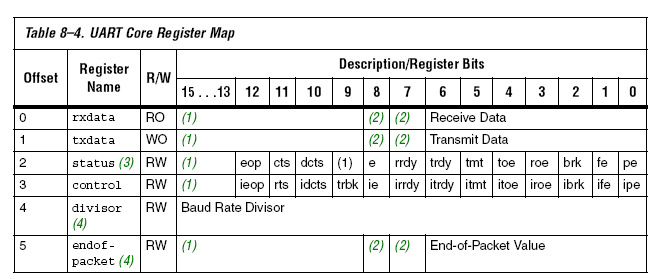 Table 8–4. UART Core Register Map
Offset Register Name R/W Description/Register Bits
15 . . .13 12 11 10 9 8 7 6 5 4 3 2 1 0
0 rxdata RO (1) (2) (2) Receive Data
1 txdata WO (1) (2) (2) Transmit Data
2 status (3) RW (1) eop cts dcts (1) e rrdy trdy tmt toe roe brk fe pe
3 control RW (1) ieop rts idcts trbk ie irrdy itrdy itmt itoe iroe ibrk ife ipe
4 divisor (4) RW Baud Rate Divisor
5 endof-packet (4) RW (1) (2) (2) End-of-Packet Value